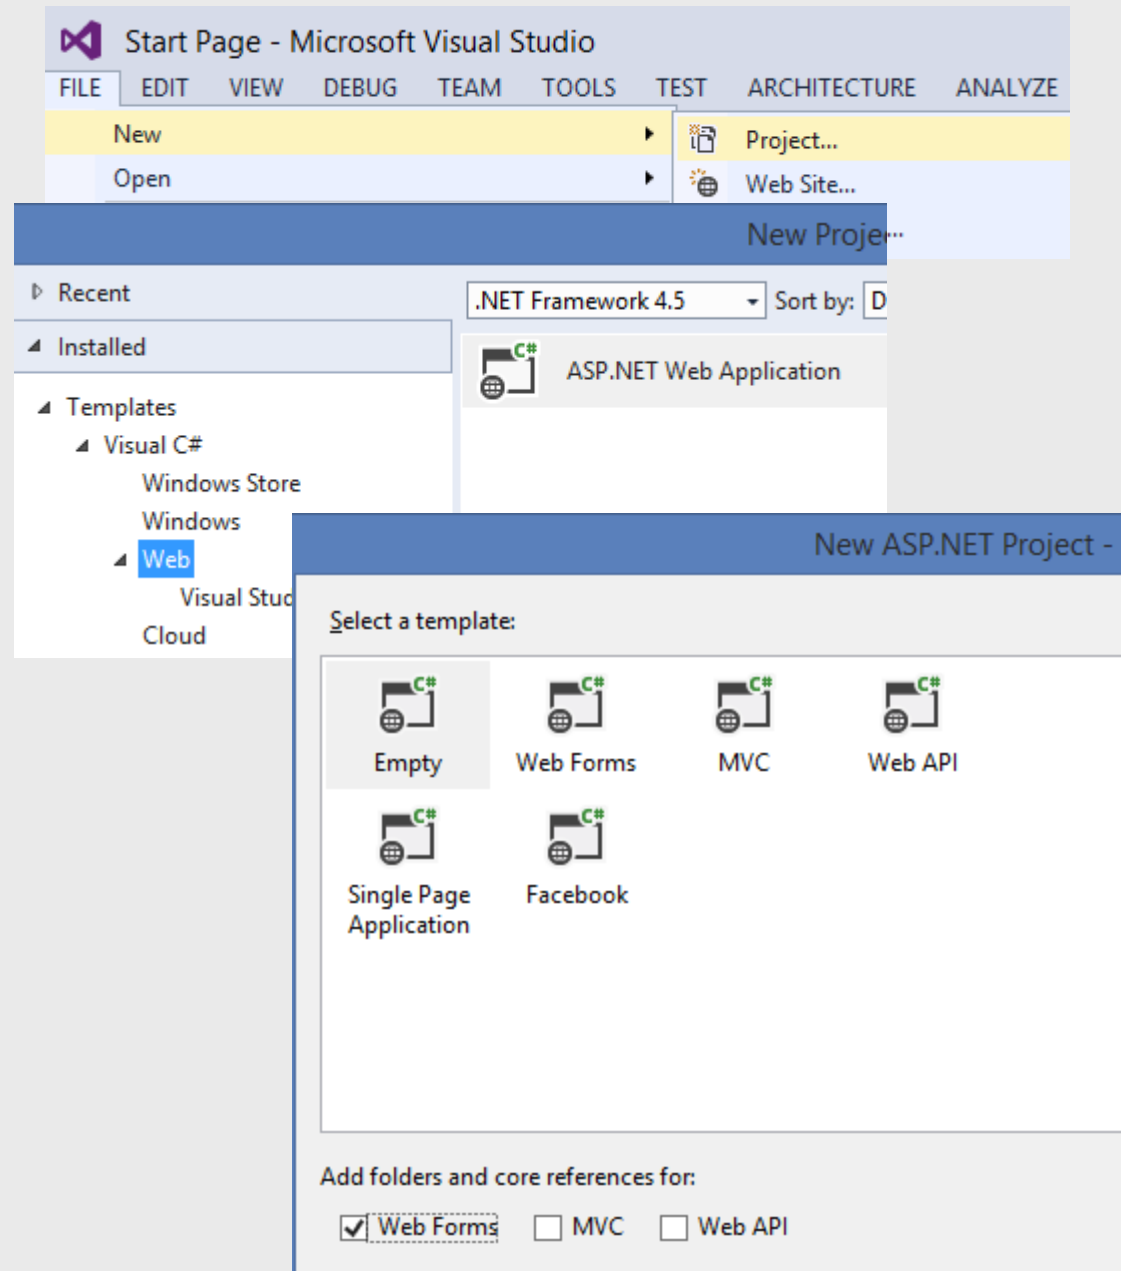 Start Page - Microsoft Visual Studio
FILE EDIT VIEW DEBUG TEAM TOOLS TEST ARCHITECTURE ANALYZE
New
Project...
Open
Web Site...
New Projec...
Recent
.NET Framework 4.5 Sort by: D
Installed
ASP.NET Web Application
Templates
Visual C#
Windows Store
Windows
Web
Visual Stud
Cloud
New ASP.NET Project -
Select a template:
Empty Web Forms MVC Web API
Single Page Application
Facebook
Add folders and core references for:
Web Forms MVC Web API